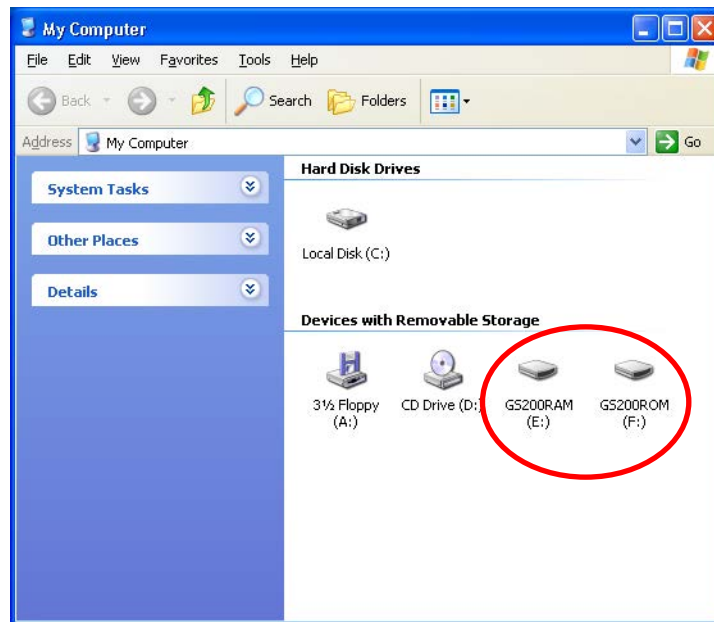 My Computer
File Edit View Favorites Tools Help
Back Search Folders
Address My Computer Go
System Tasks
Other Places
Details
Hard Disk Drives
Local Disk (C:)
Devices with Removable Storage
3½ Floppy (A:)
CD Drive (D:)
GS200RAM (E:)
GS200ROM (F:)